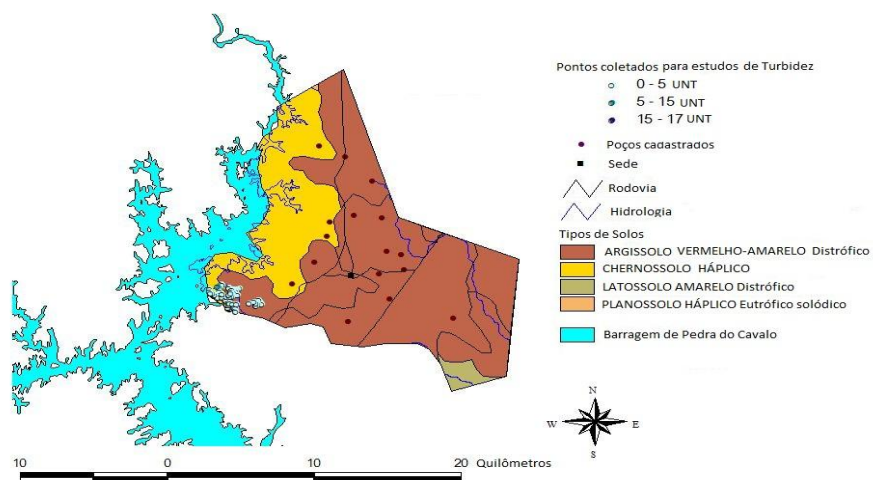 Pontos coletados para estudos de Turbidez
0 - 5 UNT
5 - 15 UNT
15 - 17 UNT
Poços cadastrados
Sede
Rodovia
Hidrologia
Tipos de Solos
ARGISSOLO VERMELHO-AMARELO Distrófico
CHERNOSSOLO HÁPLICO
LATOSSOLO AMARELO Distrófico
PLANOSSOLO HÁPLICO Eutrófico solódico
Barragem de Pedra do Cavalo
N
W E
S
10 0 10 20 Quilômetros